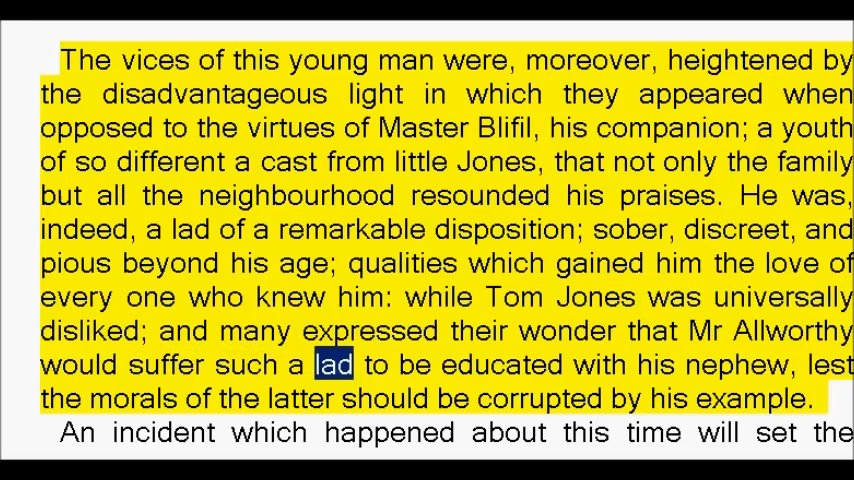 The vices of this young man were, moreover, heightened by
the disadvantageous light in which they appeared when
opposed to the virtues of Master Blifil, his companion; a youth
of so different a cast from little Jones, that not only the family
but all the neighbourhood resounded his praises. He was,
indeed, a lad of a remarkable disposition; sober, discreet, and
pious beyond his age; qualities which gained him the love of
every one who knew him: while Tom Jones was universally
disliked; and many expressed their wonder that Mr Allworthy
would suffer such a lad to be educated with his nephew, lest
the morals of the latter should be corrupted by his example.
An incident which happened about this time will set the